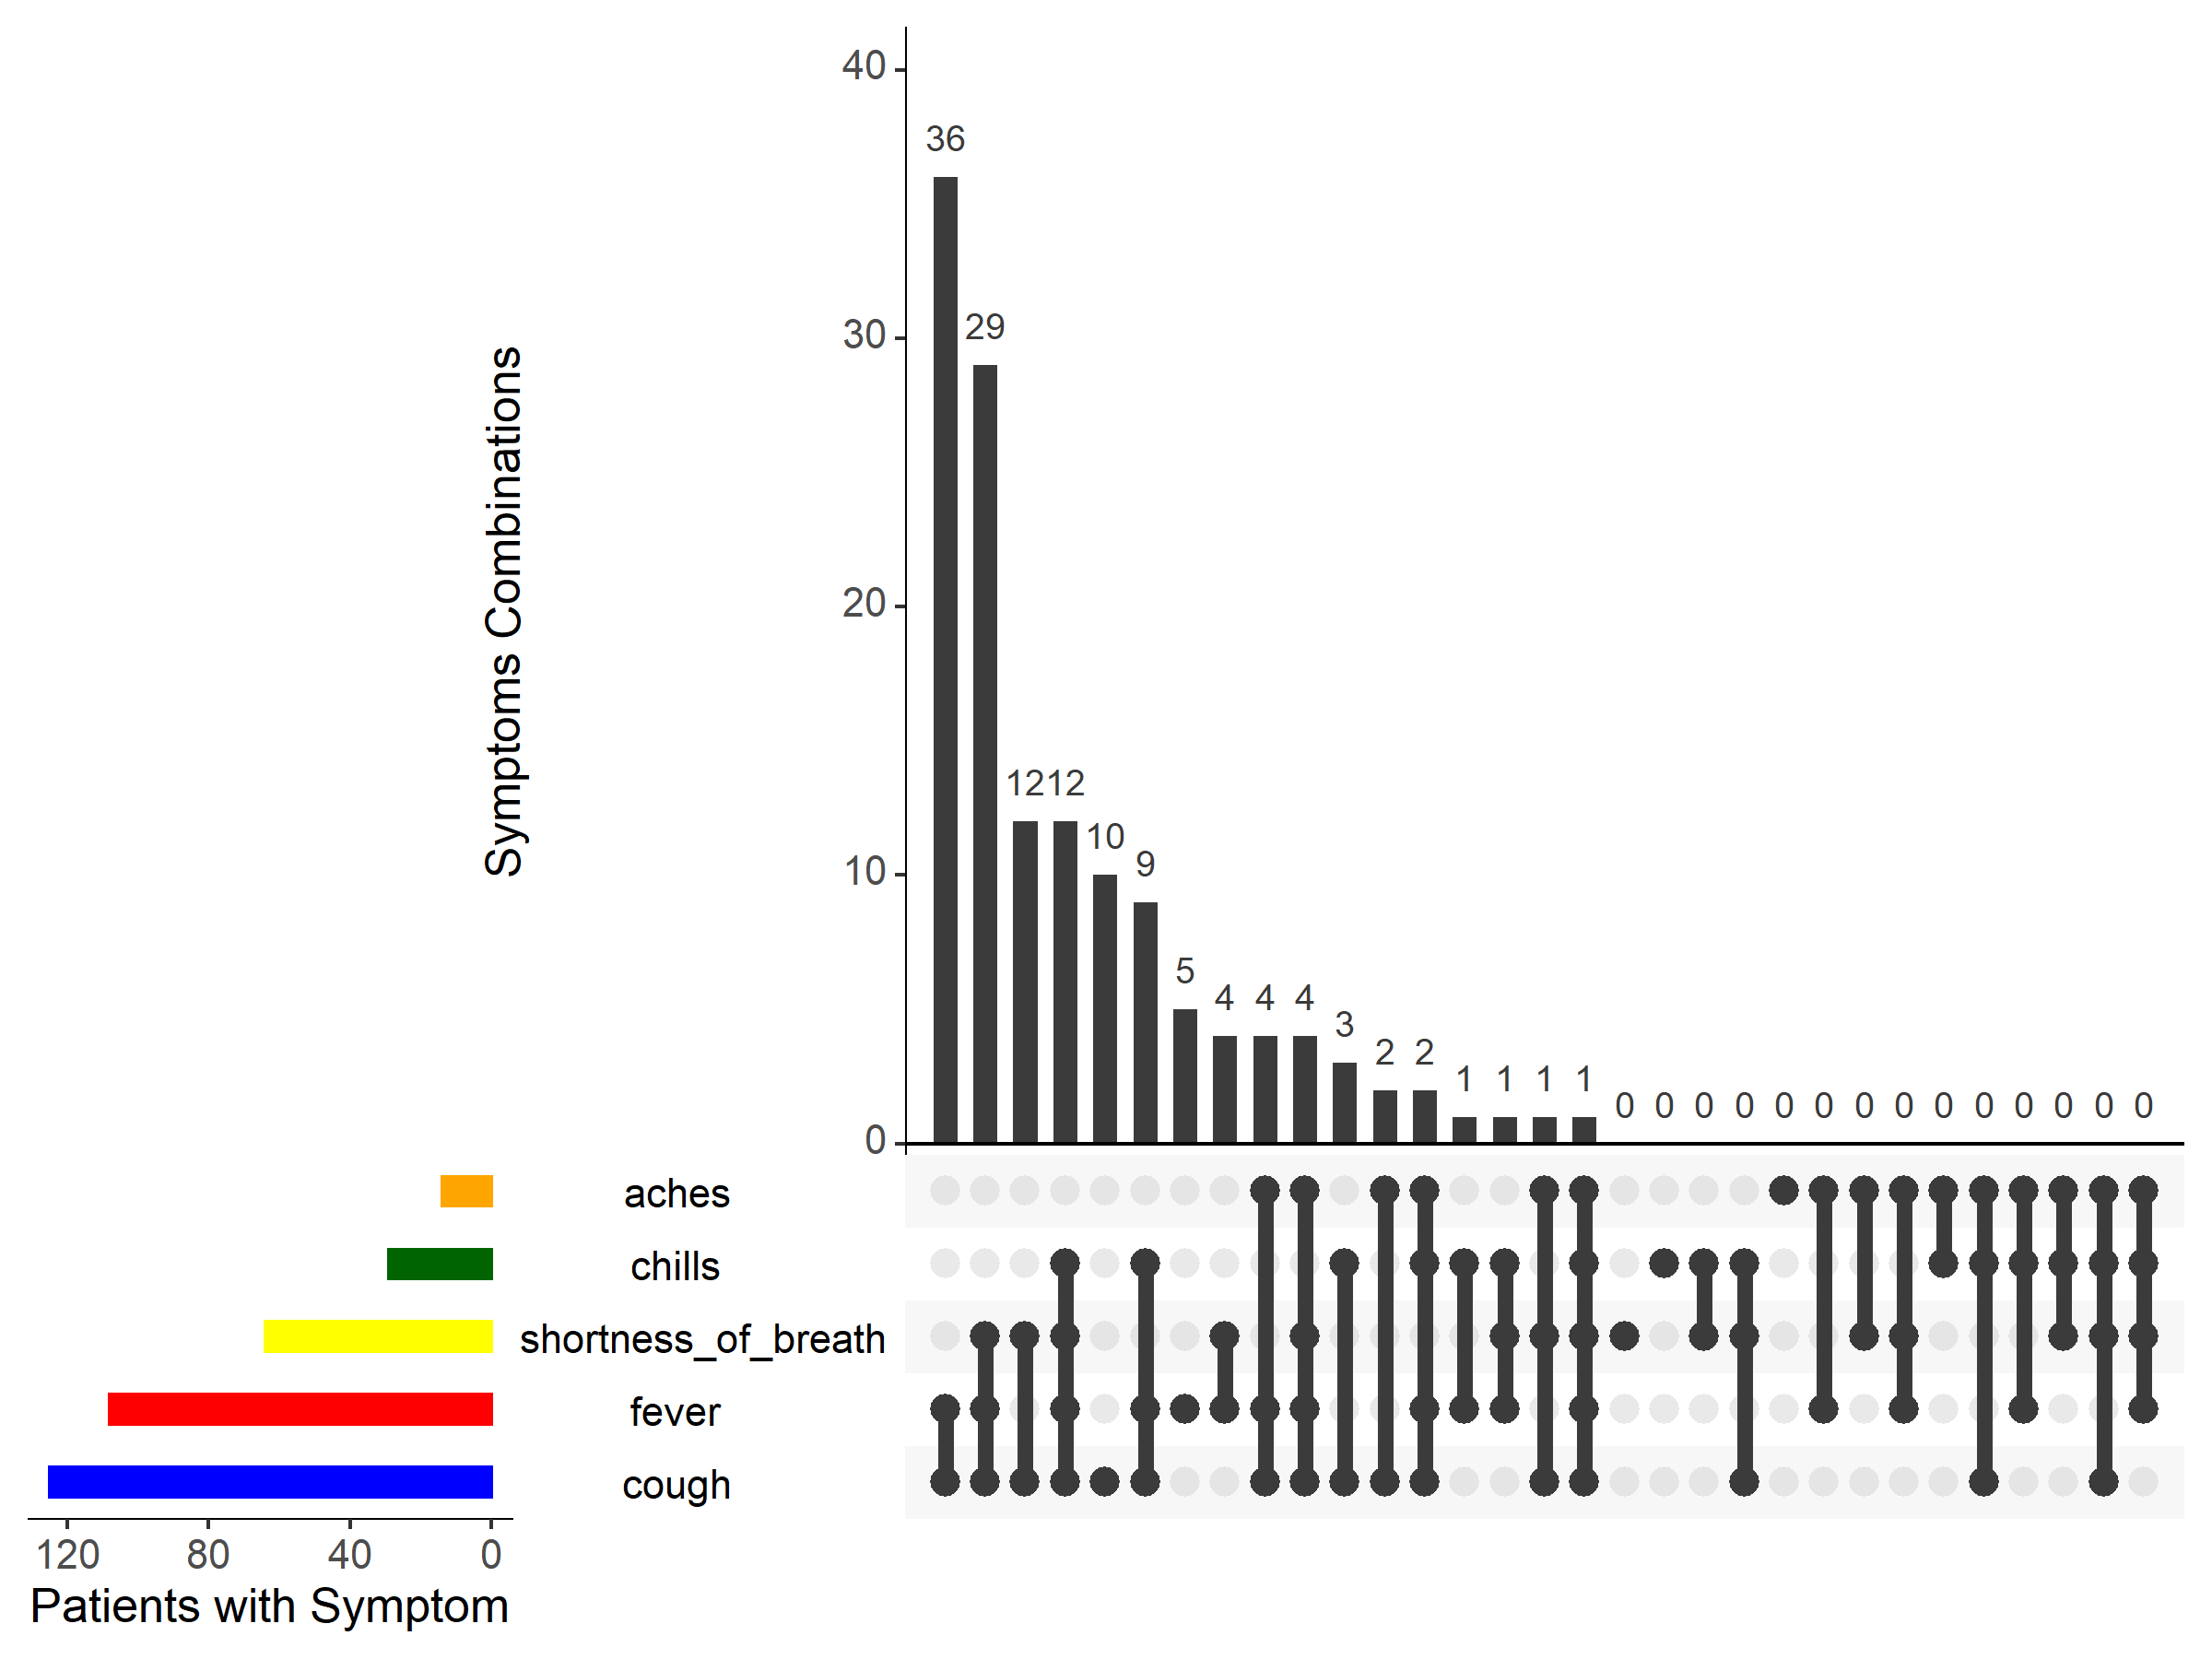 40
36
30
29
20
12 12
10
10
9
5
4 4 4
3
2 2
1 1 1 1
0 0 0 0 0 0 0 0 0 0 0 0 0 0
0
Symptoms Combinations
aches
chills
shortness_of_breath
fever
cough
120 80 40 0
Patients with Symptom